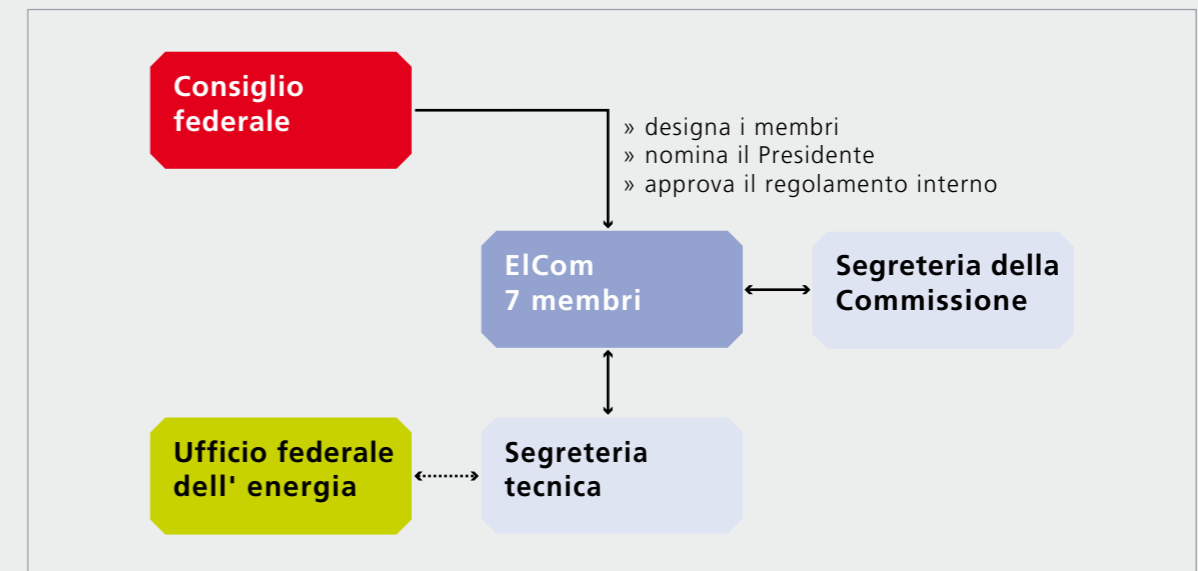 Consiglio
federale
» designa i membri
» nomina il Presidente
» approva il regolamento interno
ElCom
7 membri
Segreteria della
Commissione
Ufficio federale
dell' energia
Segreteria
tecnica